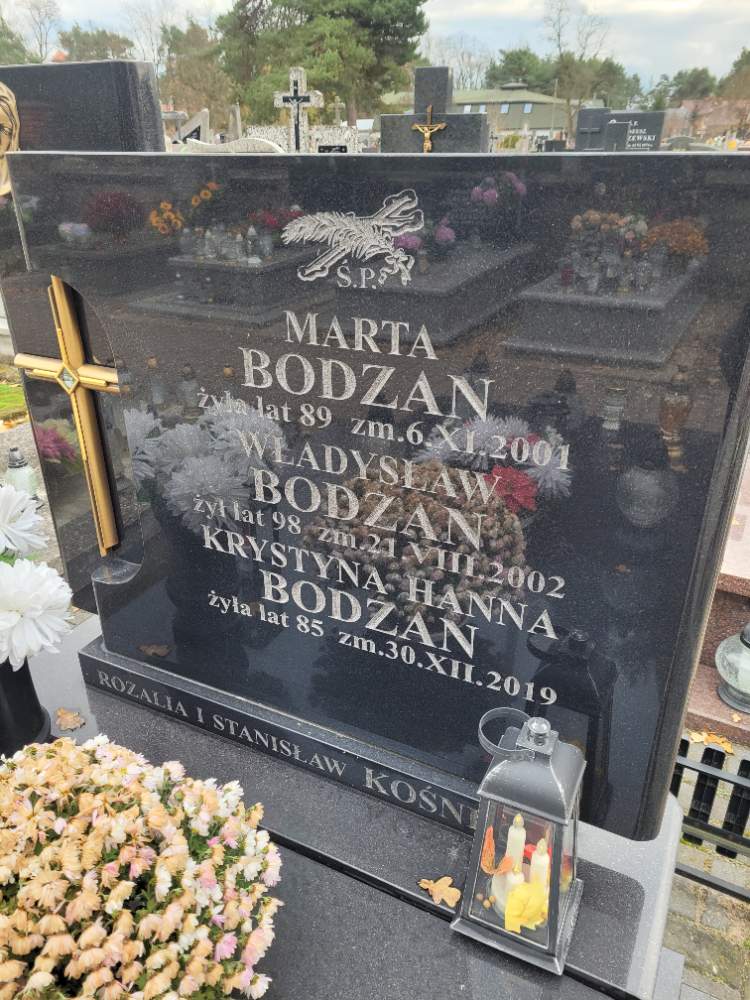 Ś.P.
MARTA
BODZAN
żyła lat 89 zm.6.XI.2001
WŁADYSŁAW
BODZAN
żył lat 98 zm.21.VIII.2002
KRYSTYNA HANNA
BODZAN
żyła lat 85 zm.30.XII.2019
ROZALIA I STANISŁAW